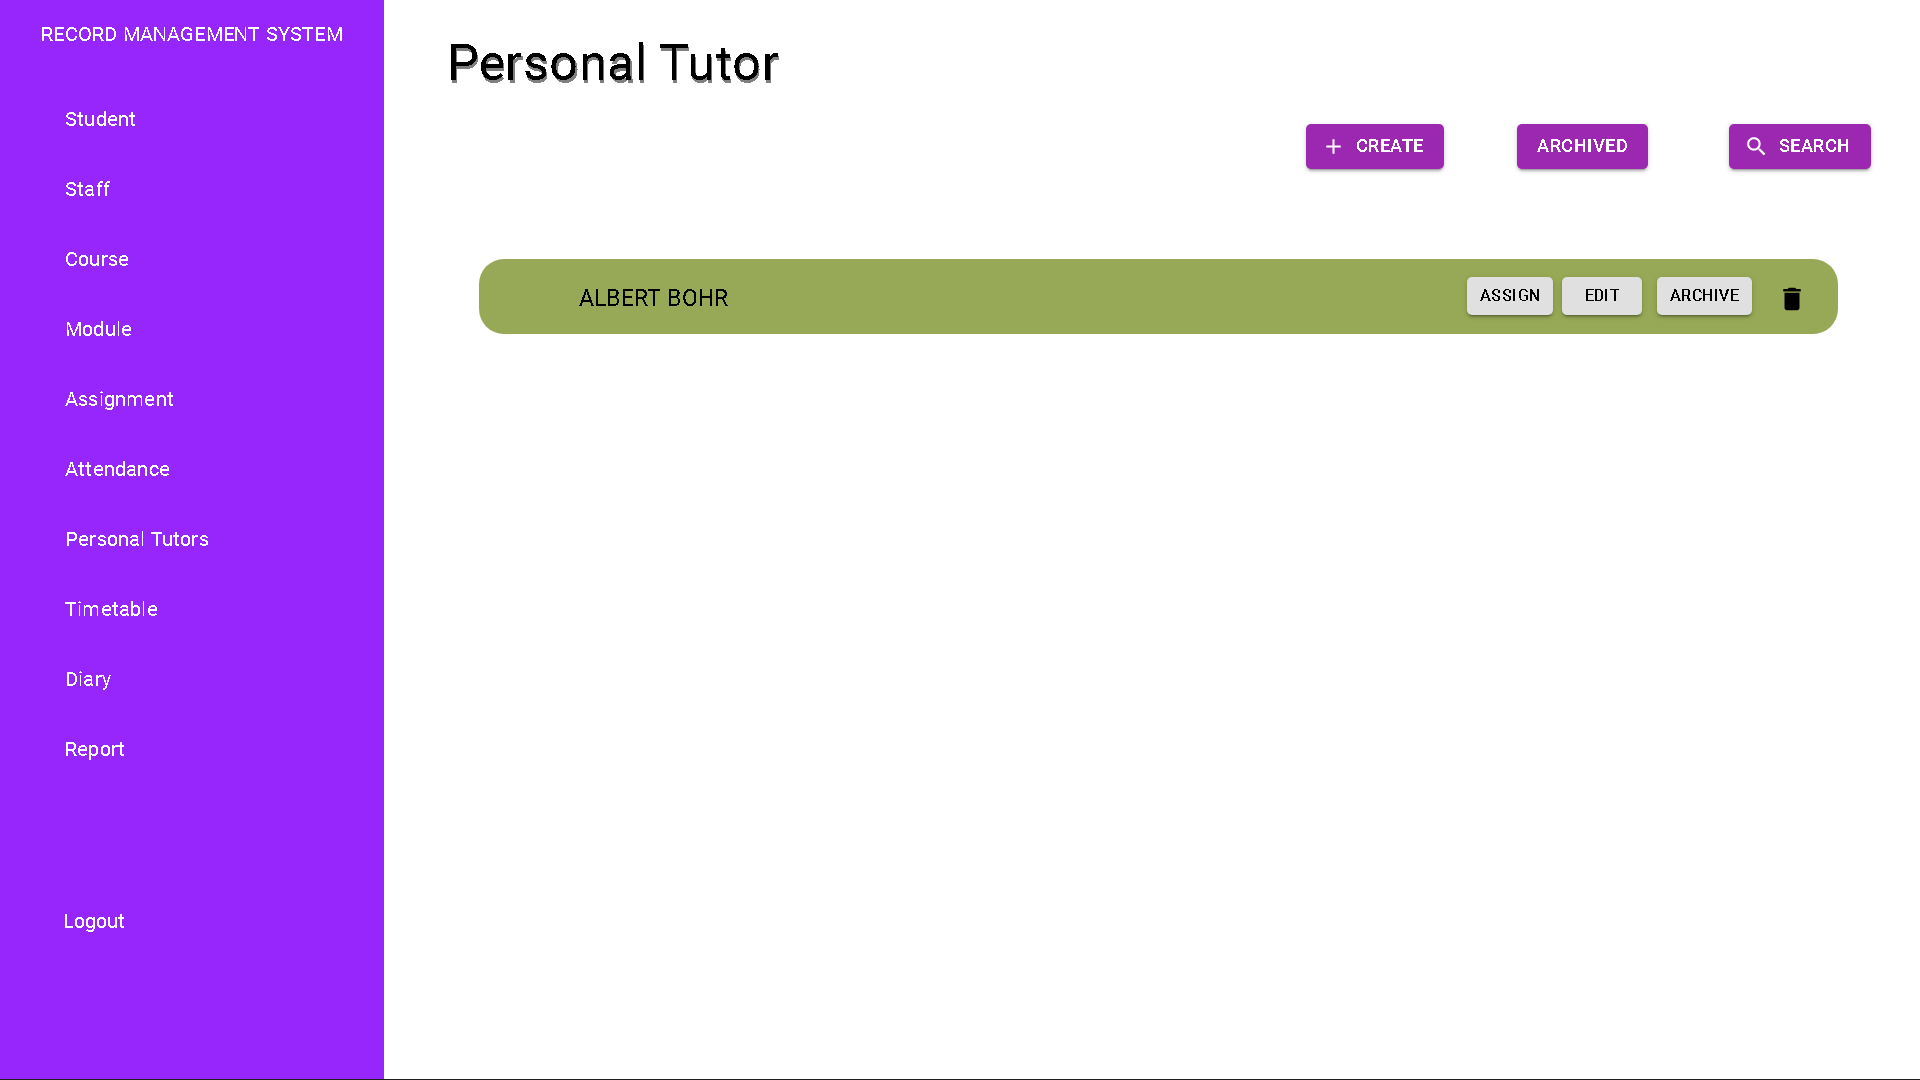 RECORD MANAGEMENT SYSTEM
Student
Staff
Course
Module
Assignment
Attendance
Personal Tutors
Timetable
Diary
Report
Logout
Personal Tutor
CREATE
ARCHIVED
SEARCH
ALBERT BOHR
ASSIGN
EDIT
ARCHIVE